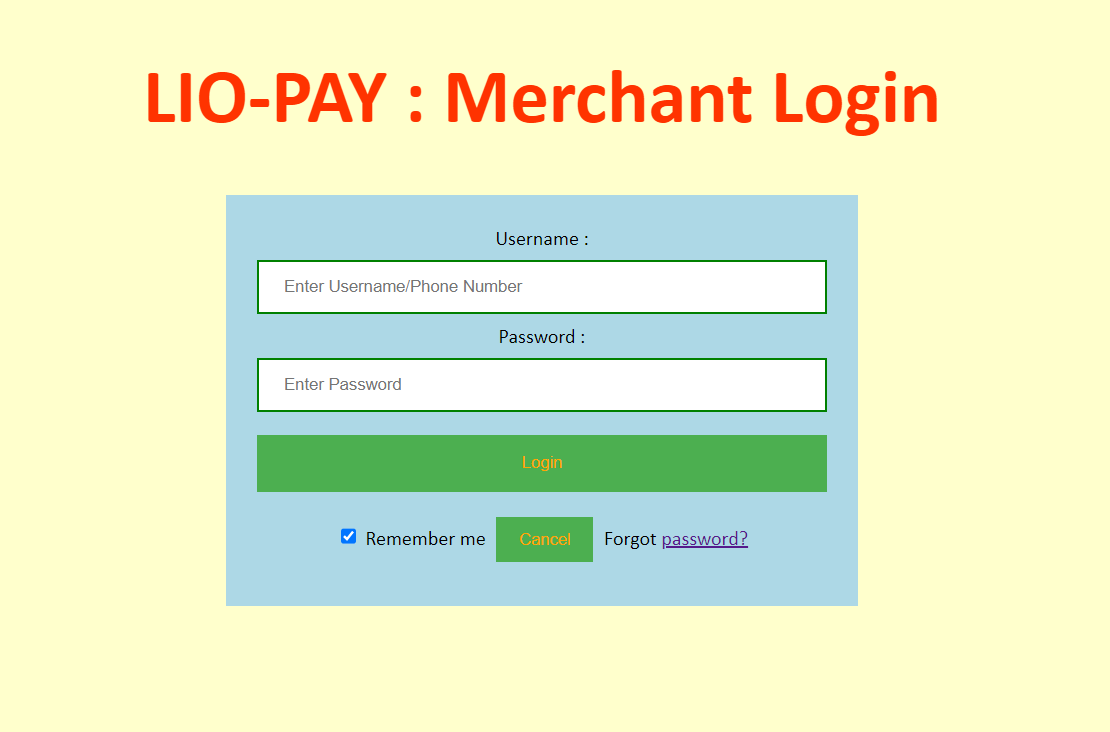 LIO-PAY : Merchant Login
Username :
Enter Username/Phone Number
Password :
Enter Password
Login
Remember me Cancel Forgot password?